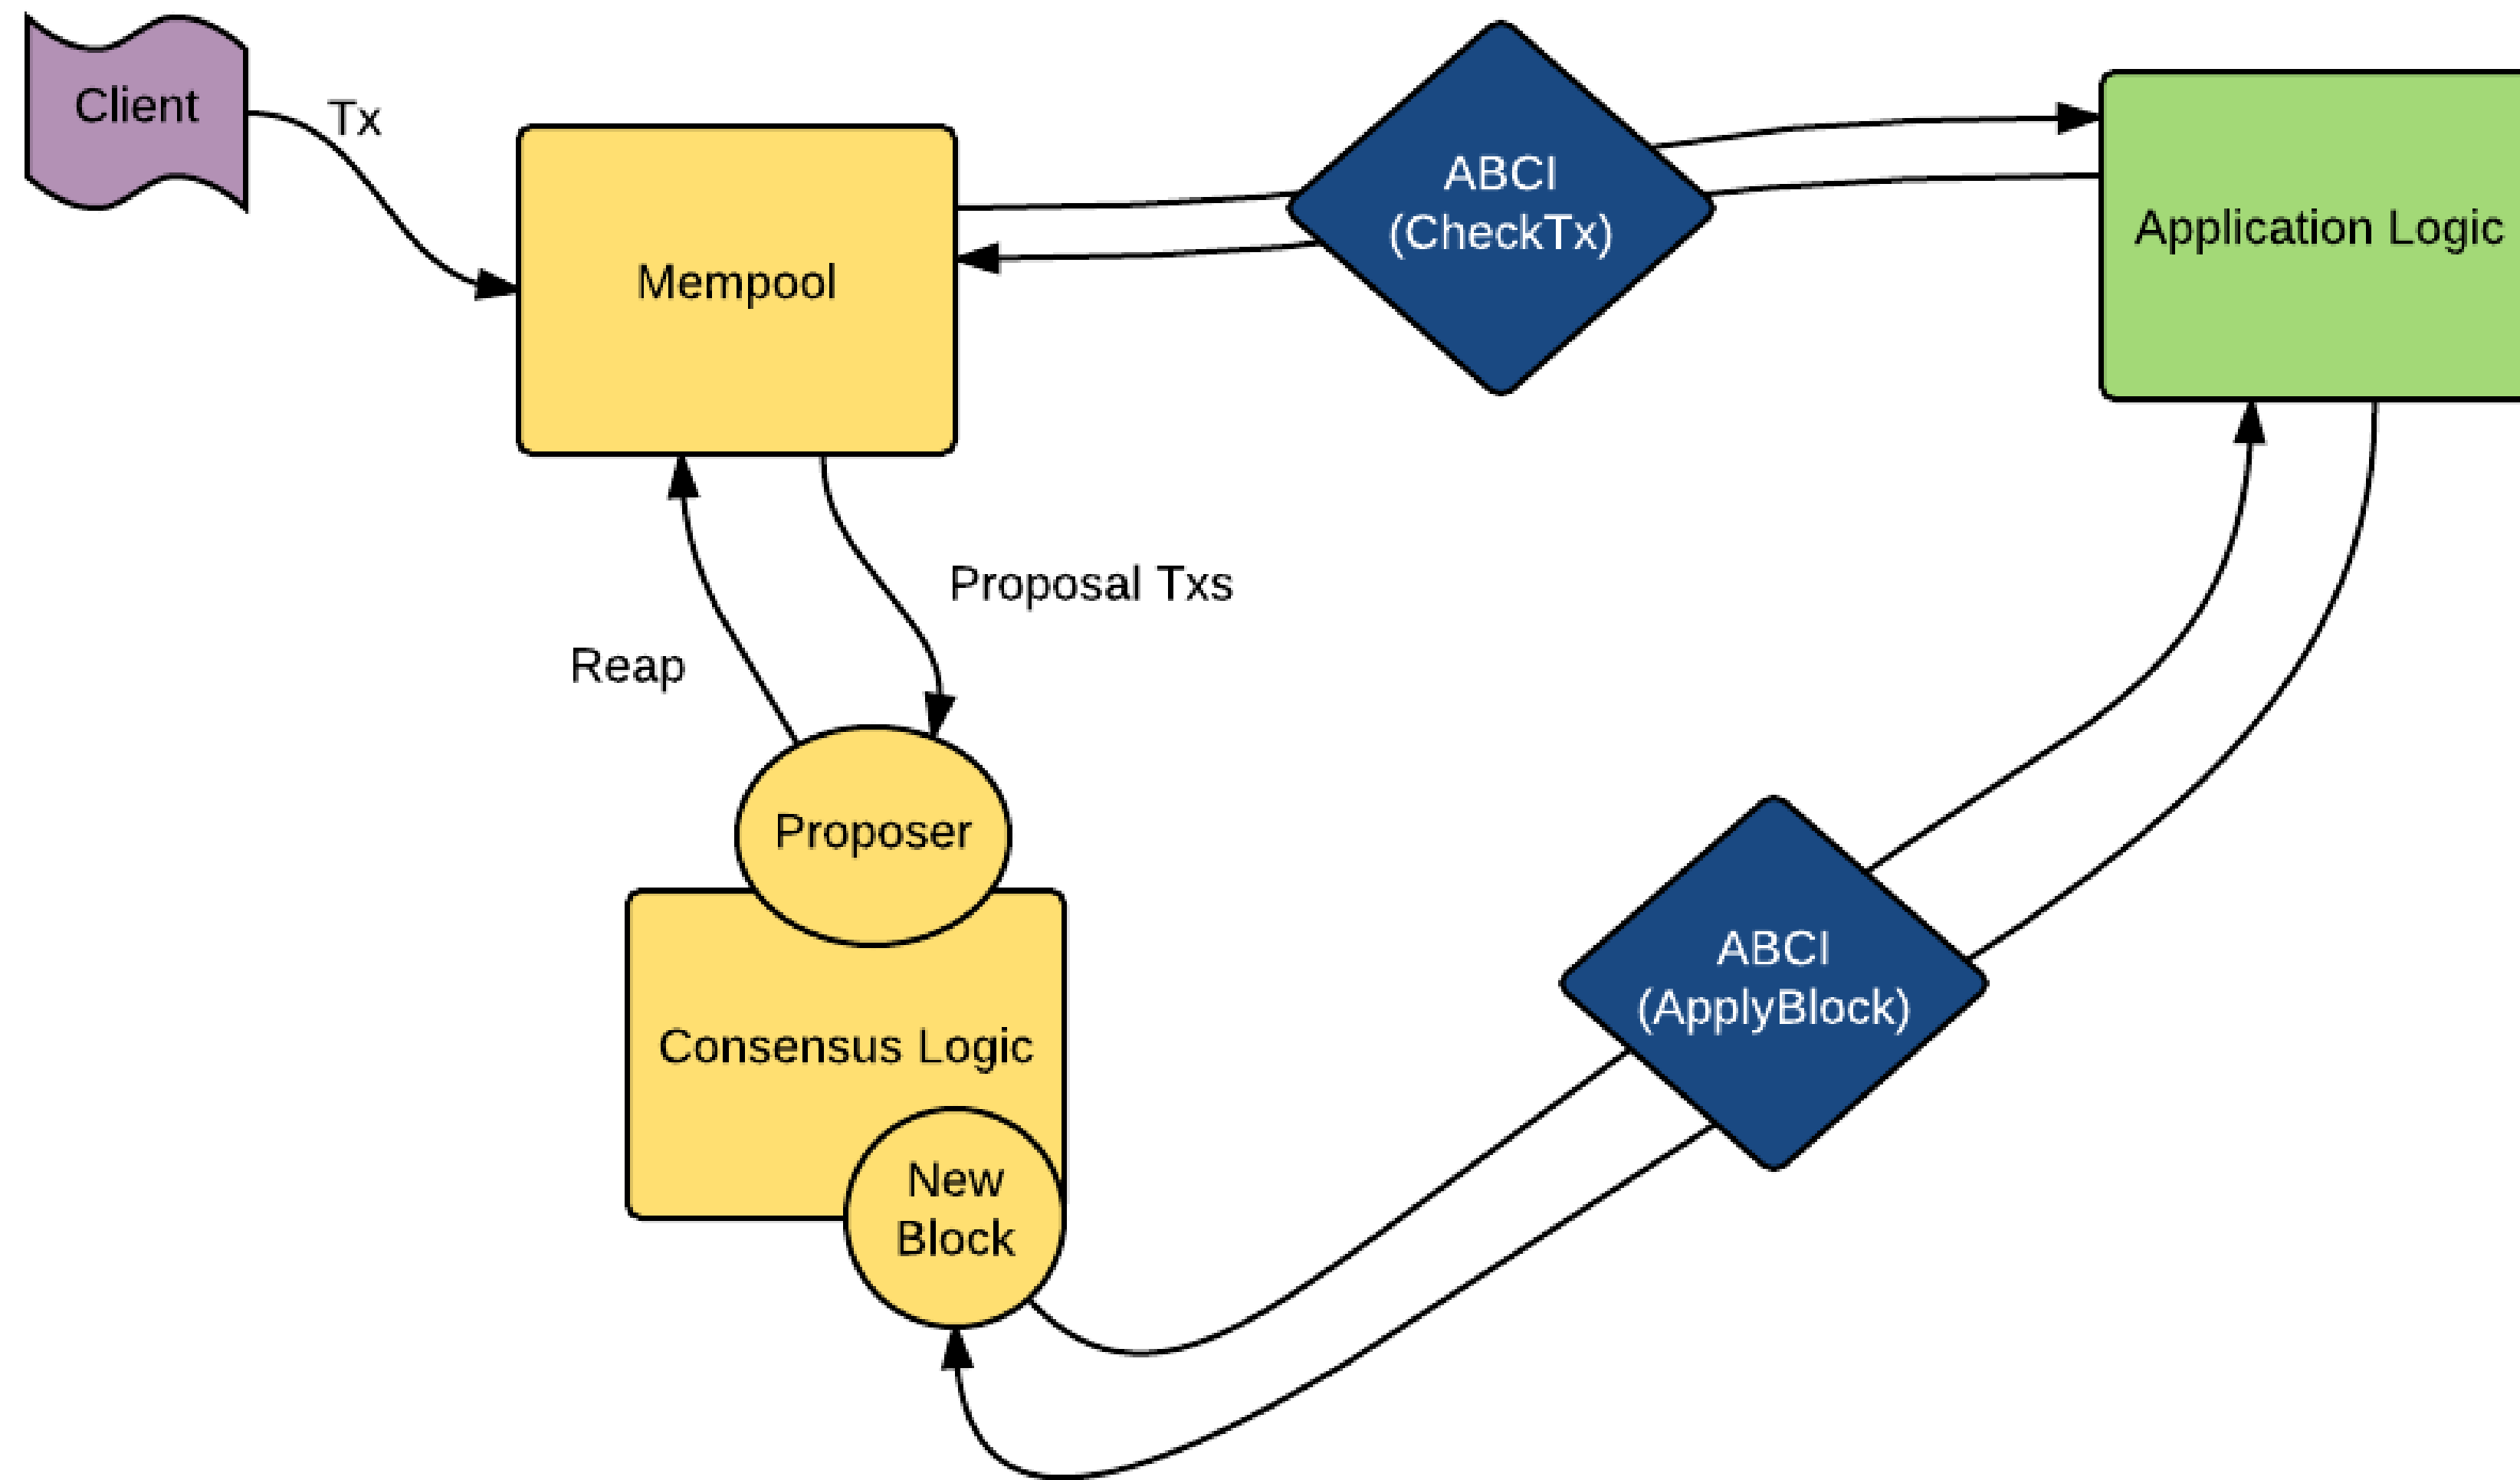 Client
Tx
ABCI
(CheckTx)
Application Logic
Mempool
Proposal Txs
Reap
Proposer
ABCI
(ApplyBlock)
Consensus Logic
New
Block